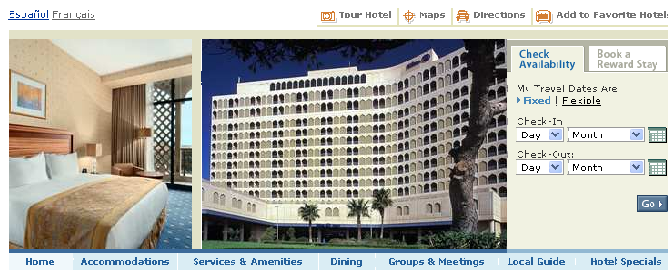 Español Français
Tour Hotel Maps Directions Add to Favorite Hotels
Check Availability
Book a Reward Stay
My Travel Dates Are
Fixed | Flexible
Check-In:
Day Month
Check-Out:
Day Month
Go
Home Accommodations Services & Amenities Dining Groups & Meetings Local Guide Hotel Specials